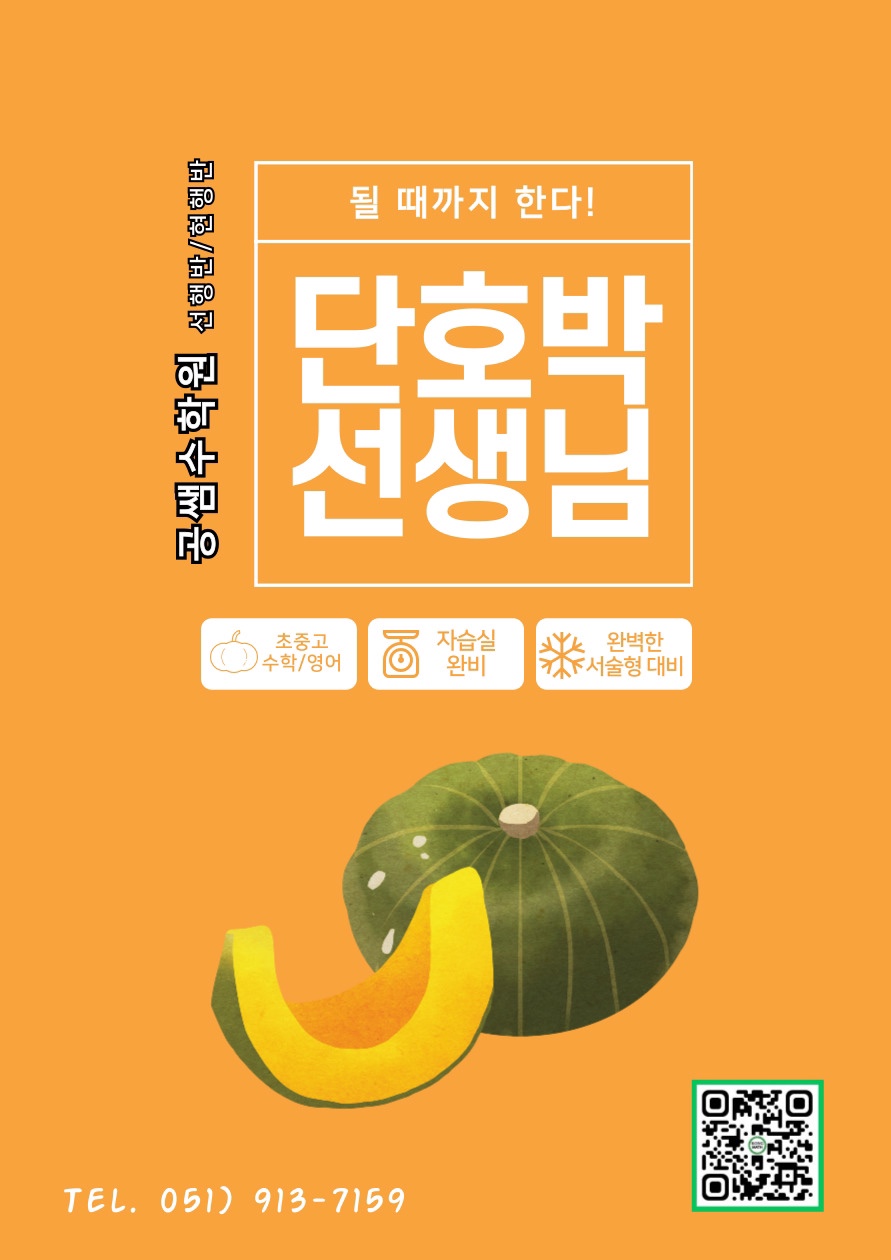 될 때까지 한다!
단호박
선생님
공쌤수학원 선행반/현행반
초중고
수학/영어
자습실
완비
완벽한
서술형 대비
TEL. 051) 913-7159